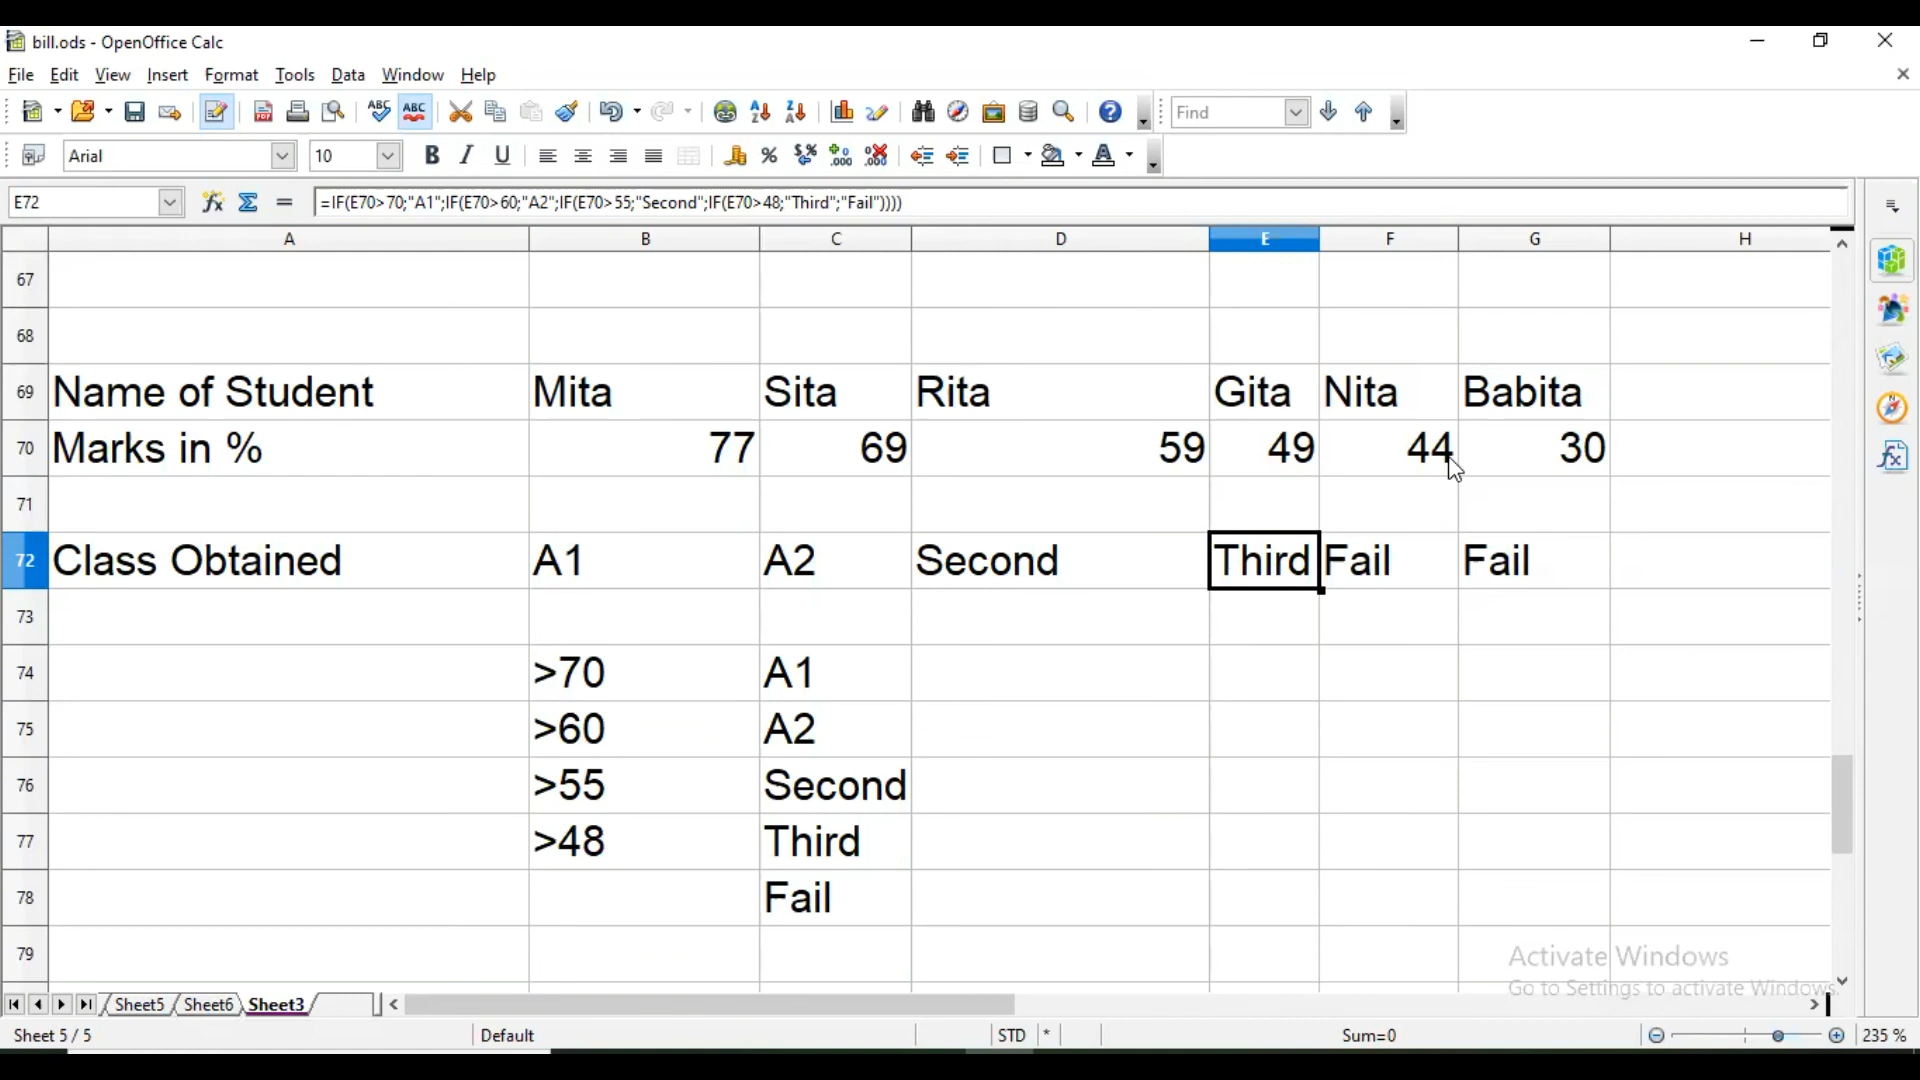 bill.ods - OpenOffice Calc
File Edit View Insert Format Tools Data Window Help
ABC ABC Find
Arial 10 B I U
E72 =IF(E70>70;"A1";IF(E70>60;"A2";IF(E70>55;"Second";IF(E70>48;"Third";"Fail"))))
A B C D E F G H
67
68
69 Name of Student Mita Sita Rita Gita Nita Babita
70 Marks in % 77 69 59 49 44 30
71
72 Class Obtained A1 A2 Second Third Fail Fail
73
74 >70 A1
75 >60 A2
76 >55 Second
77 >48 Third
78 Fail
79
Activate Windows
Go to Settings to activate Windows.
Sheet5 Sheet6 Sheet3
Sheet 5 / 5 Default STD * Sum=0 235 %